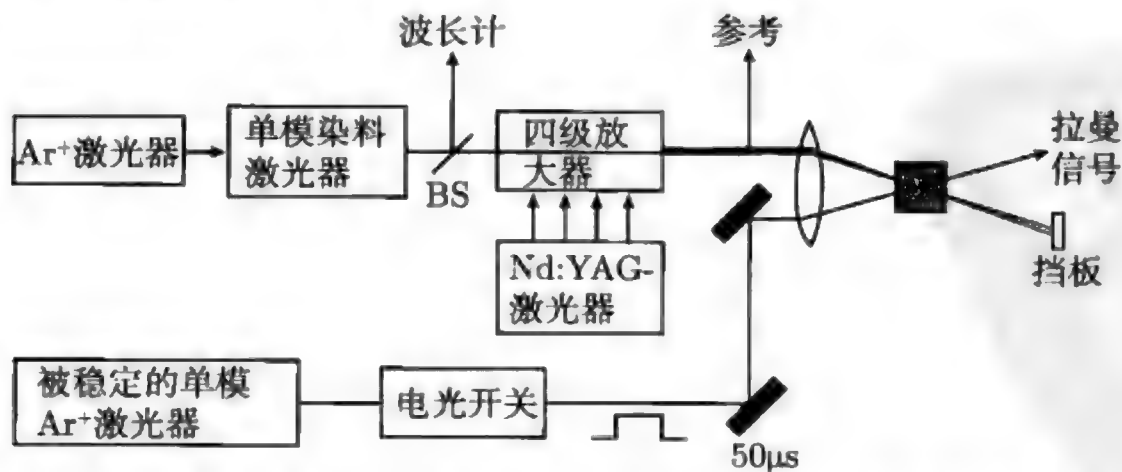 波长计
参考
Ar⁺激光器
单模染料
激光器
BS
四级放
大器
拉曼
信号
挡板
Nd:YAG-
激光器
被稳定的单模
Ar⁺激光器
电光开关
50μs